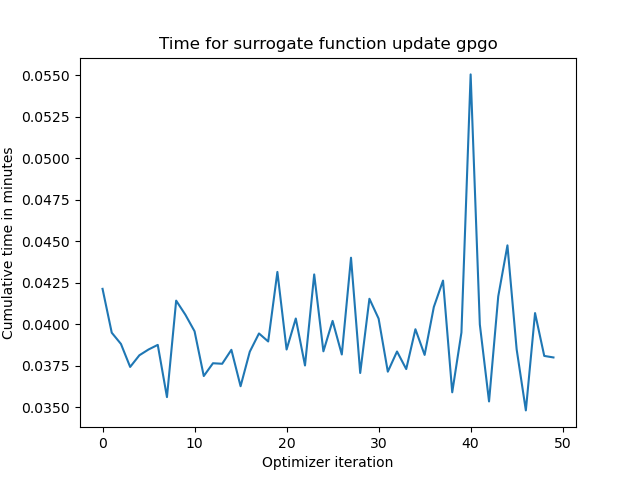 Time for surrogate function update gpgo
Cumulative time in minutes
0.0550
0.0525
0.0500
0.0475
0.0450
0.0425
0.0400
0.0375
0.0350
0 10 20 30 40 50
Optimizer iteration